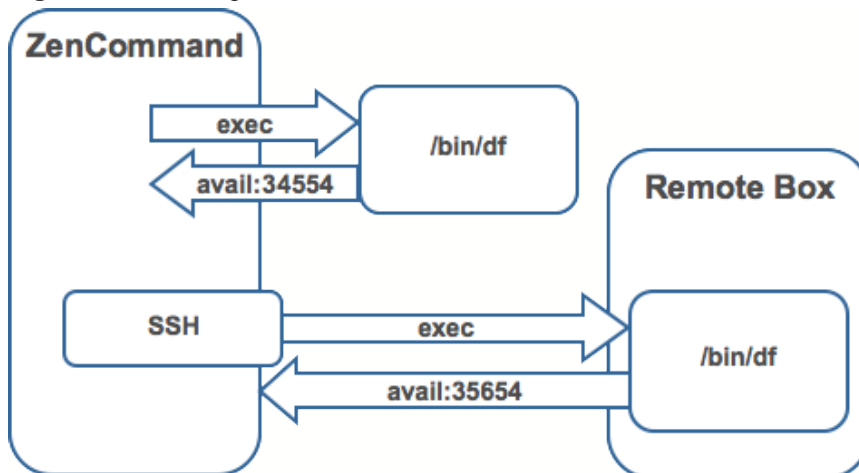 ZenCommand
exec
/bin/df
avail:34554
Remote Box
SSH
exec
/bin/df
avail:35654